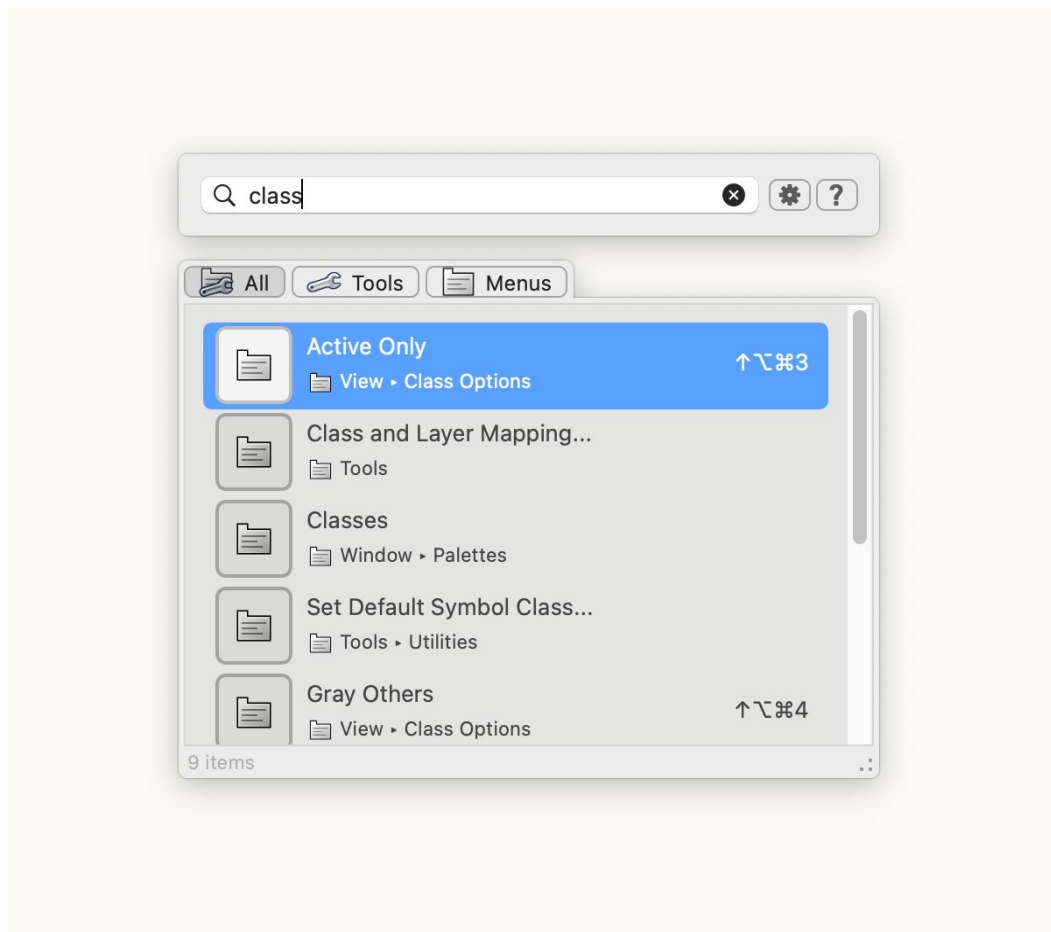 class
?
All
Tools
Menus
Active Only
↑⌥⌘3
View ▸ Class Options
Class and Layer Mapping...
Tools
Classes
Window ▸ Palettes
Set Default Symbol Class...
Tools ▸ Utilities
Gray Others
↑⌥⌘4
View ▸ Class Options
9 items